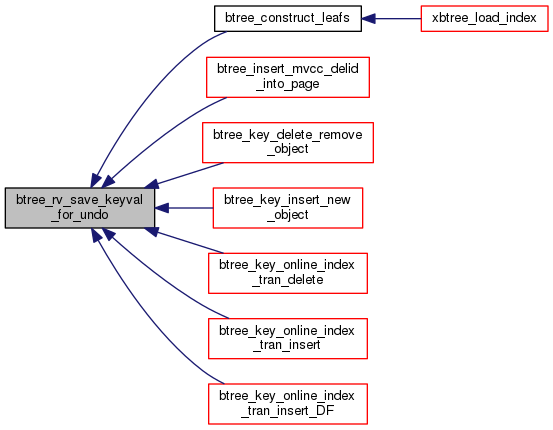 btree_construct_leafs
xbtree_load_index
btree_insert_mvcc_delid
_into_page
btree_key_delete_remove
_object
btree_rv_save_keyval
_for_undo
btree_key_insert_new
_object
btree_key_online_index
_tran_delete
btree_key_online_index
_tran_insert
btree_key_online_index
_tran_insert_DF